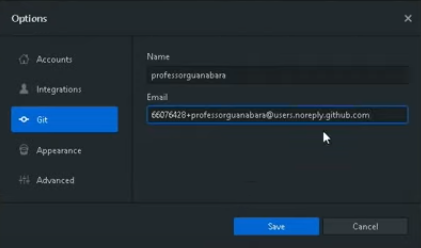 Options
Accounts
Integrations
Git
Appearance
Advanced
Name
professorguanabara
Email
66076428+professorguanabara@users.noreply.github.com
Save
Cancel